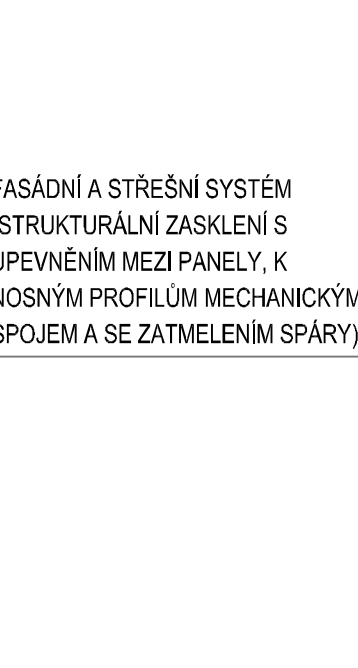 FASÁDNÍ A STŘEŠNÍ SYSTÉM
(STRUKTURÁLNÍ ZASKLENÍ S
UPEVNĚNÍM MEZI PANELY, K
NOSNÝM PROFILŮM MECHANICKÝM
SPOJEM A SE ZATMELENÍM SPÁRY)